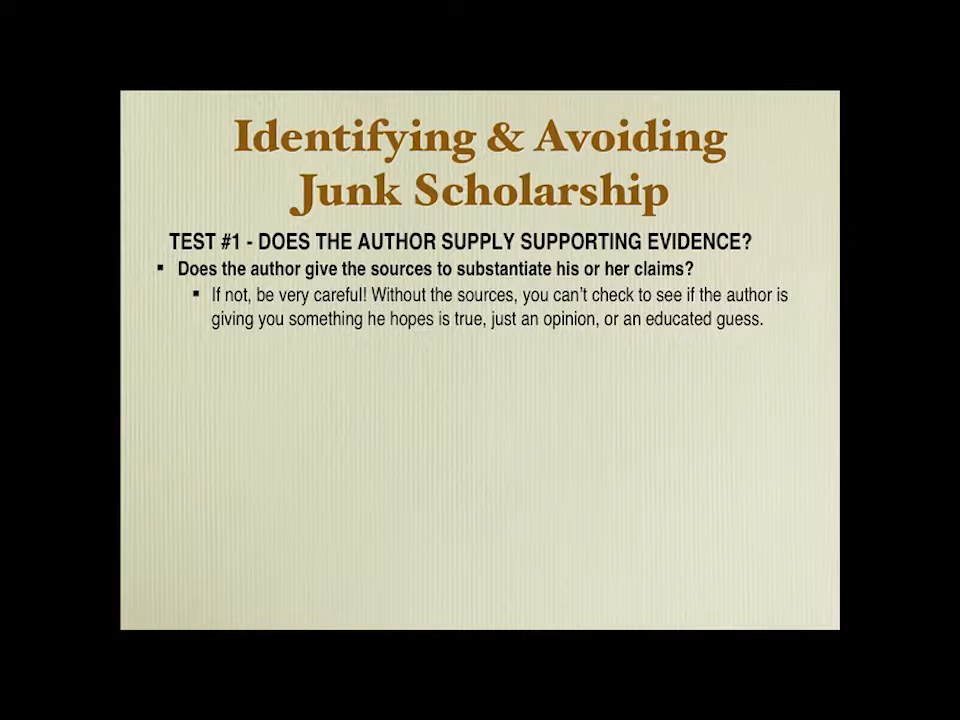 Identifying & Avoiding
Junk Scholarship
TEST #1 - DOES THE AUTHOR SUPPLY SUPPORTING EVIDENCE?
▪ Does the author give the sources to substantiate his or her claims?
▪ If not, be very careful! Without the sources, you can’t check to see if the author is
giving you something he hopes is true, just an opinion, or an educated guess.